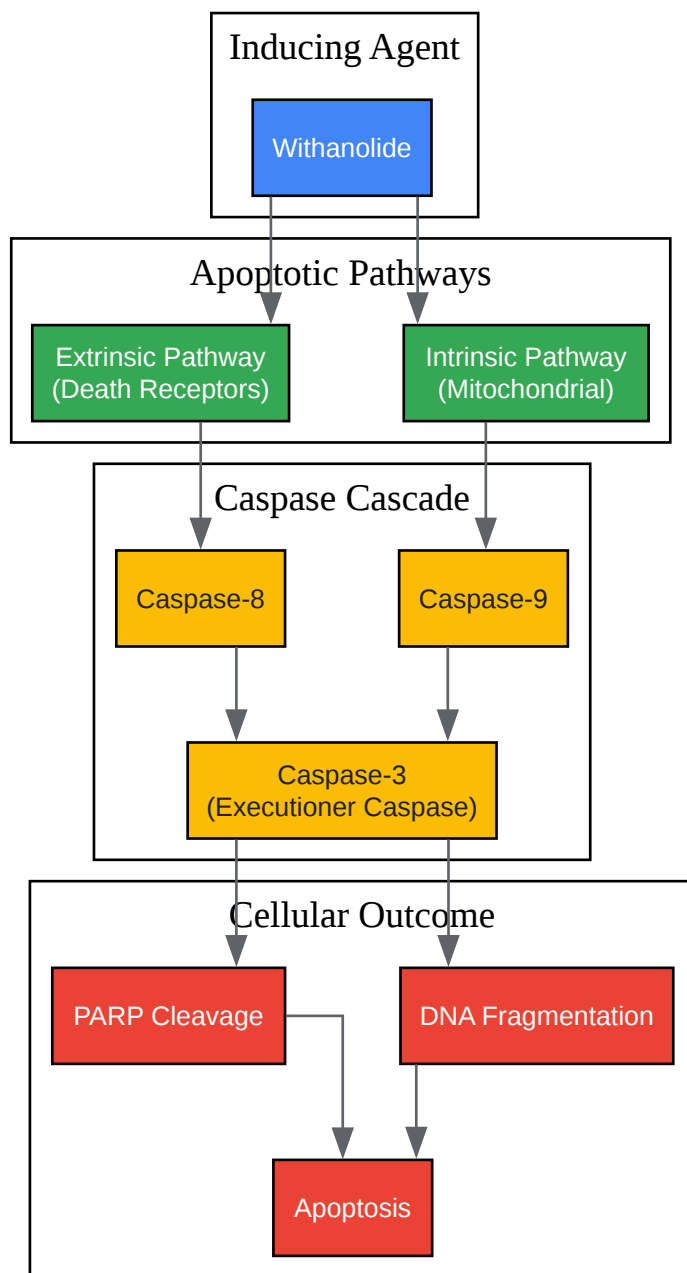 Inducing Agent
Withanolide
Apoptotic Pathways
Extrinsic Pathway
(Death Receptors)
Intrinsic Pathway
(Mitochondrial)
Caspase Cascade
Caspase-8
Caspase-9
Caspase-3
(Executioner Caspase)
Cellular Outcome
PARP Cleavage
DNA Fragmentation
Apoptosis